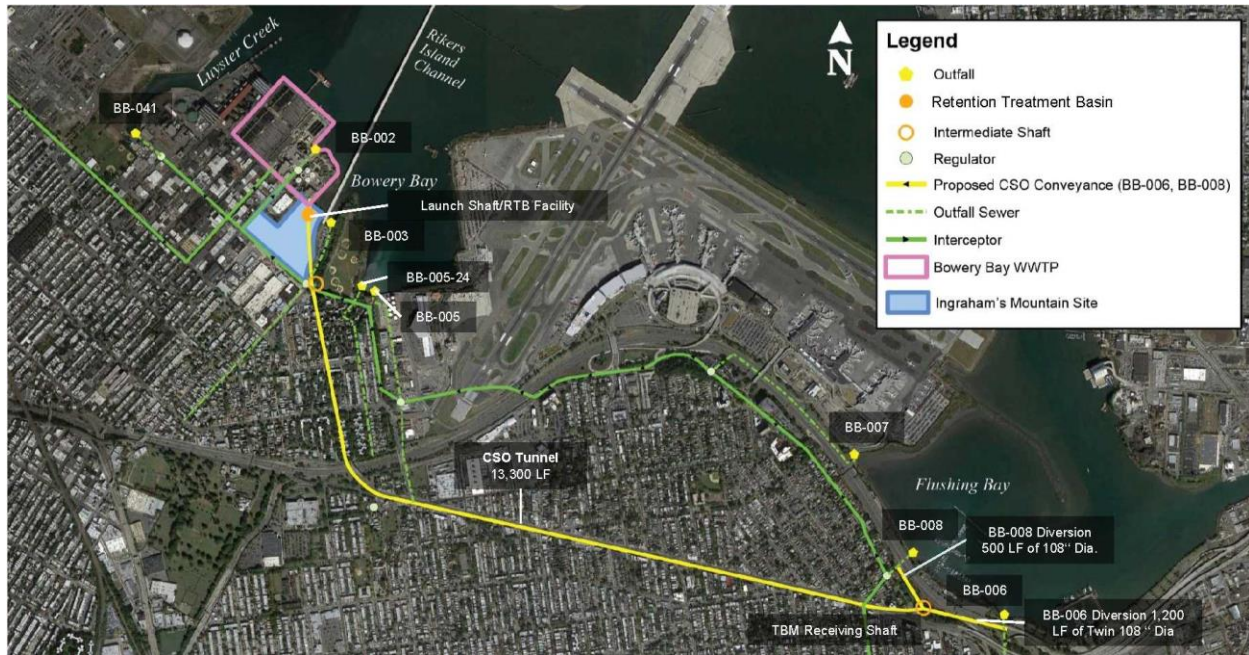 Luyster Creek
Rikers
Island
Channel
N
BB-041
BB-002
Bowery Bay
Launch Shaft/RTB Facility
BB-003
BB-005-24
BB-005
Legend
Outfall
Retention Treatment Basin
Intermediate Shaft
Regulator
Proposed CSO Conveyance (BB-006, BB-008)
Outfall Sewer
Interceptor
Bowery Bay WWTP
Ingraham's Mountain Site
CSO Tunnel
13,300 LF
BB-007
Flushing Bay
BB-008
BB-008 Diversion
500 LF of 108" Dia.
BB-006
TBM Receiving Shaft
BB-006 Diversion 1,200
LF of Twin 108 " Dia